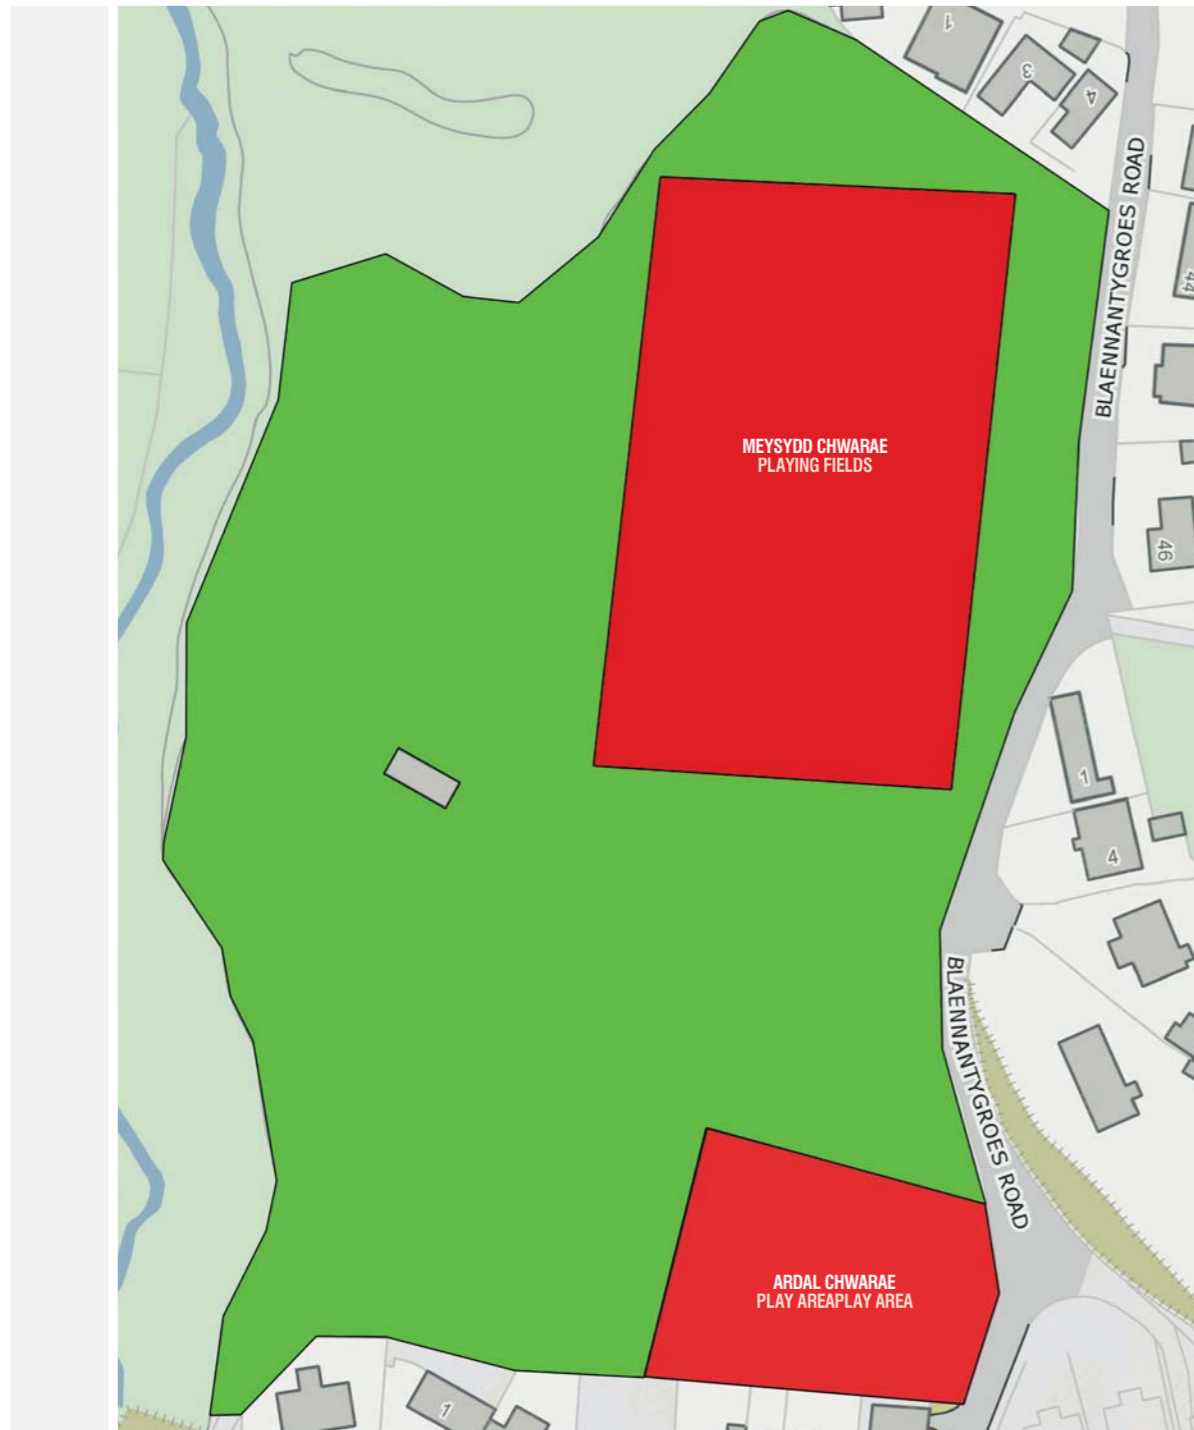 1
3
4
BLAENNANTYGROES ROAD
44
MEYSYDD CHWARAE
PLAYING FIELDS
46
1
4
BLAENNANTYGROES ROAD
ARDAL CHWARAE
PLAY AREAPLAY AREA
1